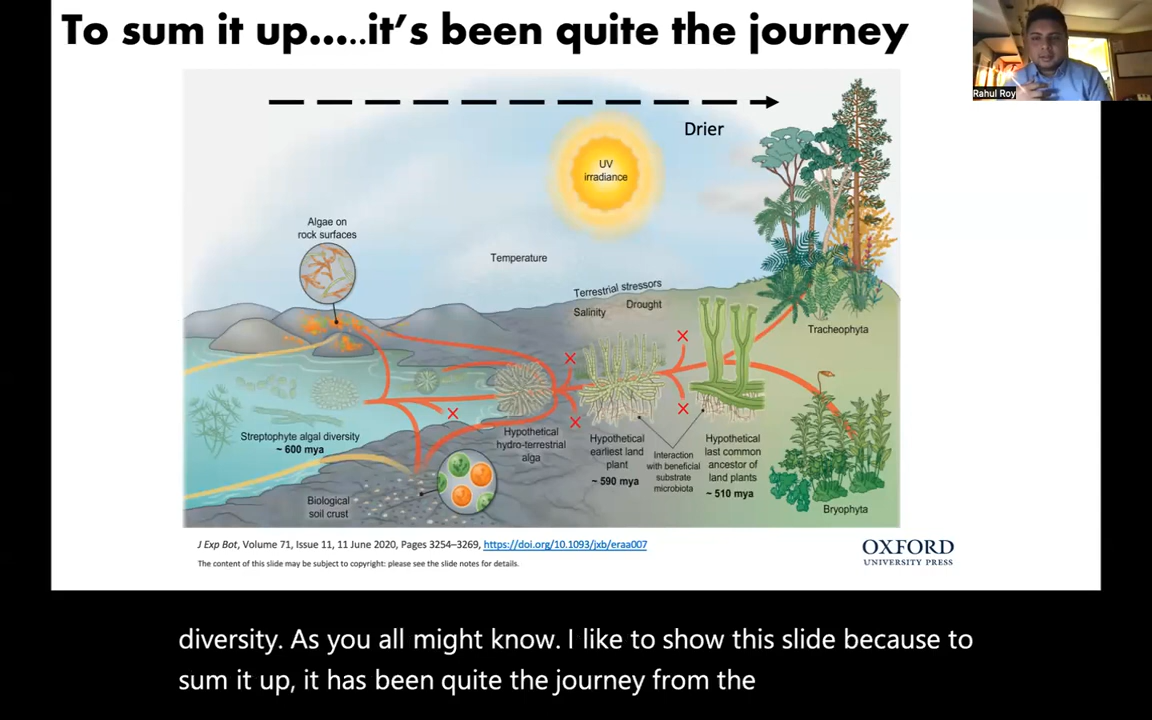 To sum it up.....it's been quite the journey
Rahul Roy
Drier
UV
irradiance
Algae on
rock surfaces
Temperature
Terrestrial stressors
Salinity
Drought
Tracheophyta
Streptophyte algal diversity
~ 600 mya
Hypothetical
hydro-terrestrial
alga
Hypothetical
earliest land
plant
~ 590 mya
Interaction
with beneficial
substrate
microbiota
Hypothetical
last common
ancestor of
land plants
~ 510 mya
Biological
soil crust
Bryophyta
J Exp Bot, Volume 71, Issue 11, 11 June 2020, Pages 3254–3269, https://doi.org/10.1093/jxb/eraa007
The content of this slide may be subject to copyright: please see the slide notes for details.
OXFORD
UNIVERSITY PRESS
diversity. As you all might know. I like to show this slide because to
sum it up, it has been quite the journey from the